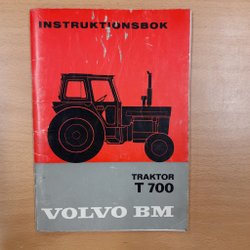 INSTRUKTIONSBOK
TRAKTOR
T 700
VOLVO BM